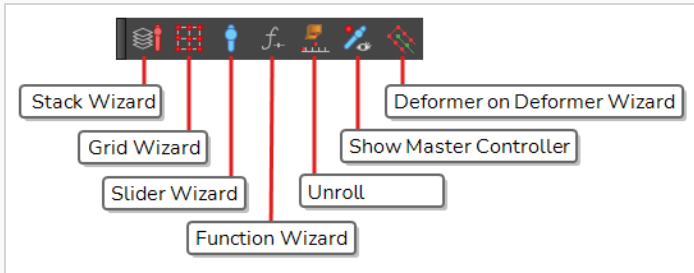 Stack Wizard
Deformer on Deformer Wizard
Grid Wizard
Show Master Controller
Slider Wizard
Unroll
Function Wizard